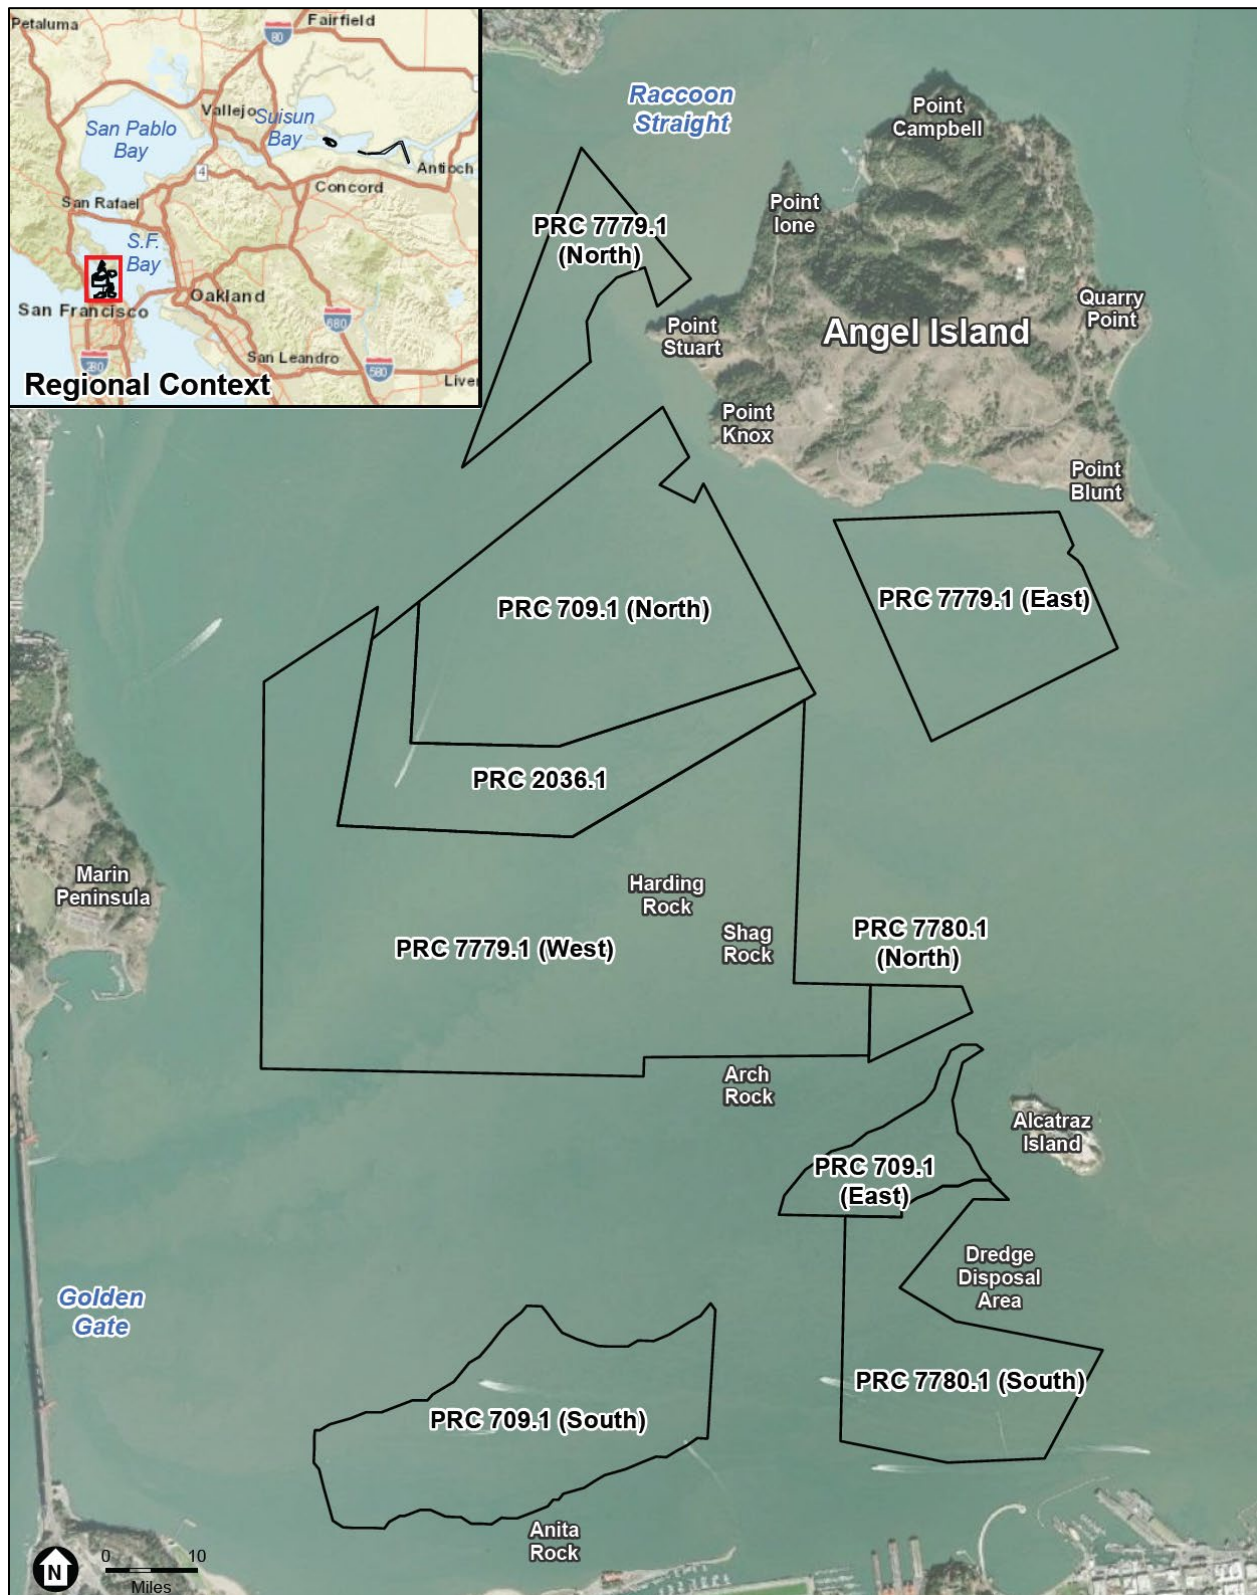 Petaluma
Fairfield
80
Vallejo
Suisun
Bay
San Pablo
Bay
Antioch
4
Concord
San Rafael
S.F.
Bay
Oakland
San Francisco
680
San Leandro
280
580
Liver
Regional Context
Raccoon
Straight
Point
Campbell
Point
Ione
PRC 7779.1
(North)
Quarry
Point
Point
Stuart
Angel Island
Point
Knox
Point
Blunt
PRC 709.1 (North)
PRC 7779.1 (East)
PRC 2036.1
Marin
Peninsula
Harding
Rock
PRC 7779.1 (West)
Shag
Rock
PRC 7780.1
(North)
Arch
Rock
Alcatraz
Island
PRC 709.1
(East)
Dredge
Disposal
Area
Golden
Gate
PRC 7780.1 (South)
PRC 709.1 (South)
Anita
Rock
N
0 10
Miles